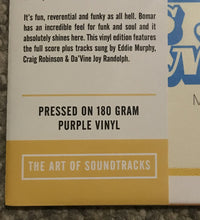 It's fun, reverential and funky as all hell. Bomar
has an incredible feel for funk and soul and it
absolutely shines here. This vinyl edition features
the full score plus tracks sung by Eddie Murphy,
Craig Robinson & Da'Vine Joy Randolph.
PRESSED ON 180 GRAM
PURPLE VINYL
THE ART OF SOUNDTRACKS
M